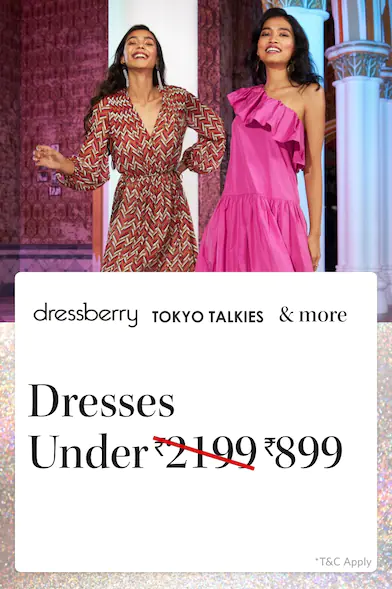 dressberry TOKYO TALKIES & more
Dresses
Under ₹2199 ₹899
*T&C Apply